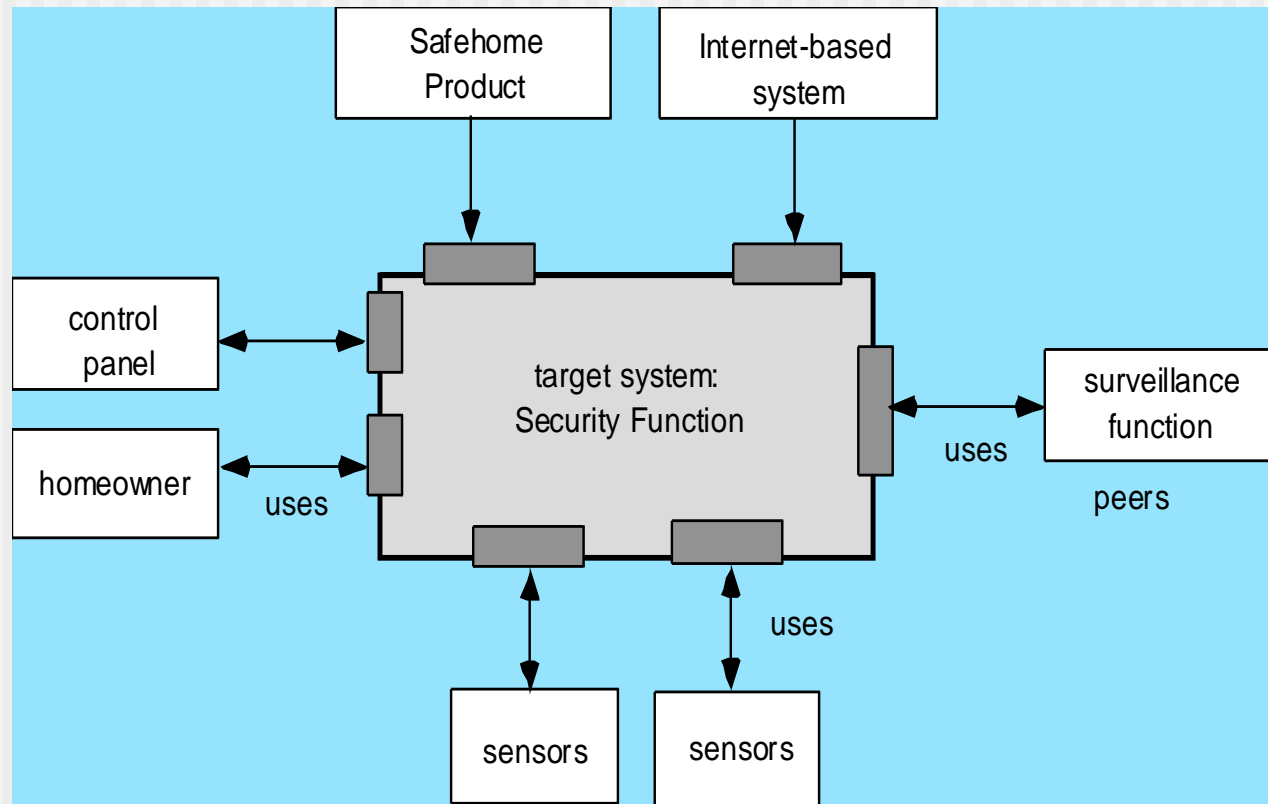 Safehome
Product
Internet-based
system
control
panel
target system:
Security Function
surveillance
function
homeowner
uses
uses
peers
uses
sensors
sensors